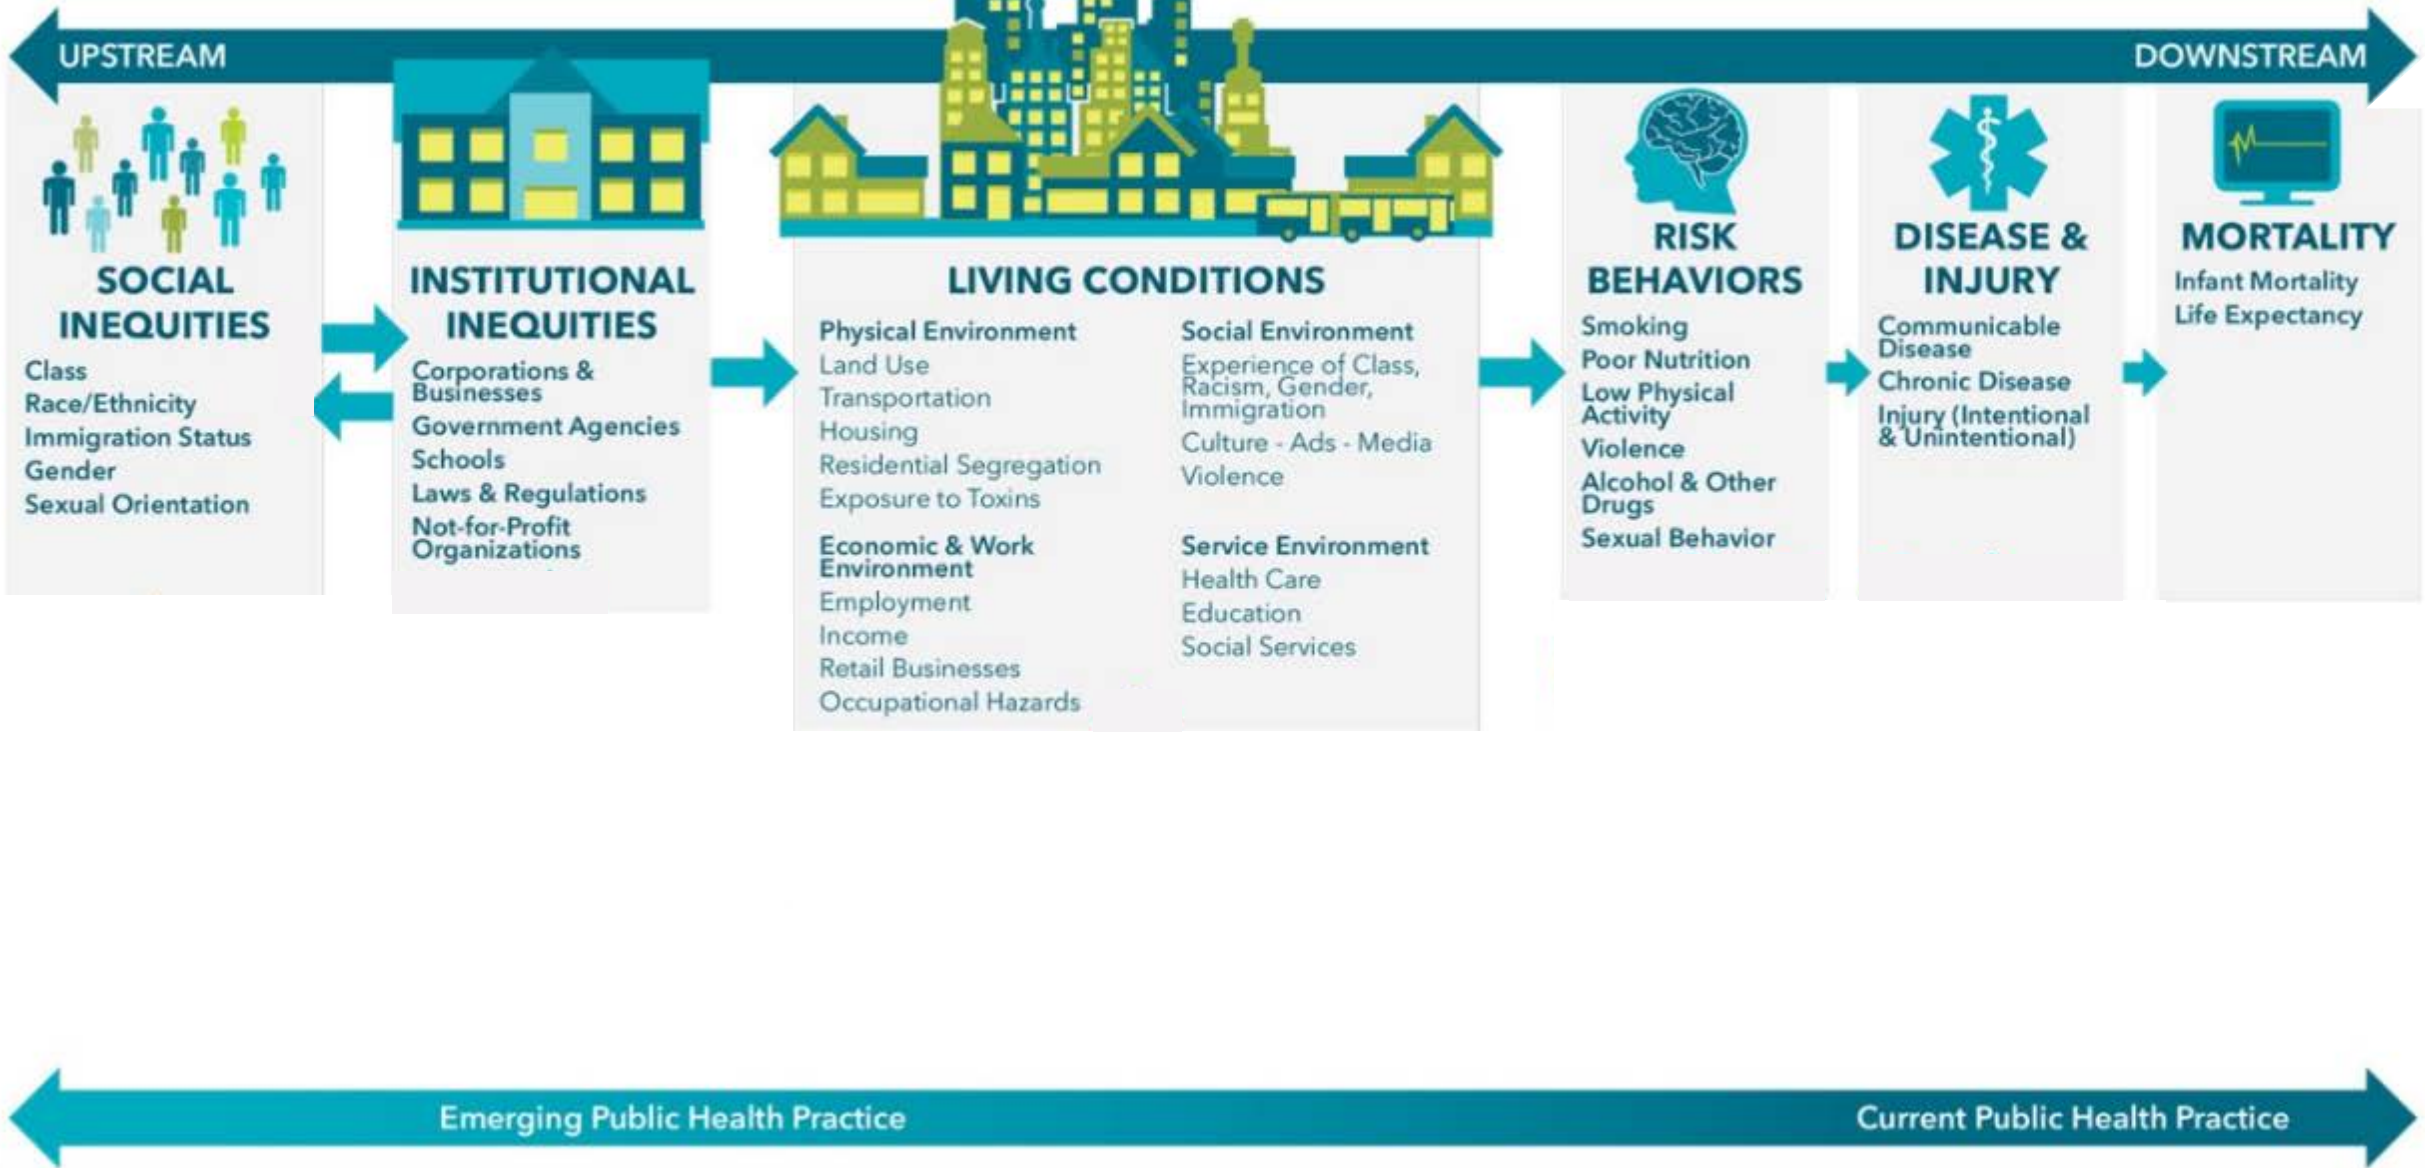 UPSTREAM
DOWNSTREAM
SOCIAL
INEQUITIES
Class
Race/Ethnicity
Immigration Status
Gender
Sexual Orientation
INSTITUTIONAL
INEQUITIES
Corporations &
Businesses
Government Agencies
Schools
Laws & Regulations
Not-for-Profit
Organizations
LIVING CONDITIONS
Physical Environment
Land Use
Transportation
Housing
Residential Segregation
Exposure to Toxins
Economic & Work
Environment
Employment
Income
Retail Businesses
Occupational Hazards
Social Environment
Experience of Class,
Racism, Gender,
Immigration
Culture - Ads - Media
Violence
Service Environment
Health Care
Education
Social Services
RISK
BEHAVIORS
Smoking
Poor Nutrition
Low Physical
Activity
Violence
Alcohol & Other
Drugs
Sexual Behavior
DISEASE &
INJURY
Communicable
Disease
Chronic Disease
Injury (Intentional
& Unintentional)
MORTALITY
Infant Mortality
Life Expectancy
Emerging Public Health Practice
Current Public Health Practice